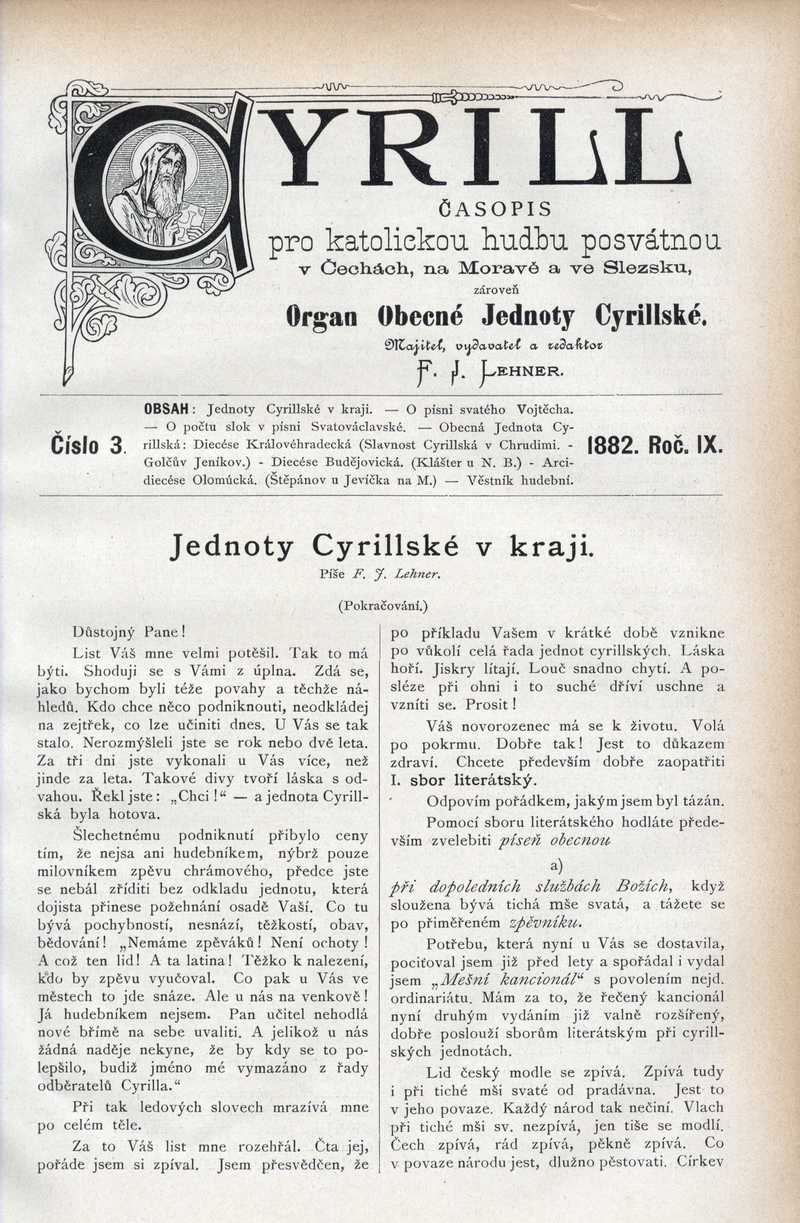 CYRILL
ČASOPIS
pro katolickou hudbu posvátnou
v Čechách, na Moravě a ve Slezsku,
zároveň
Organ Obecné Jednoty Cyrillské.
Majitel, vydavatel a redaktor
F. J. LEHNER.
Číslo 3.
OBSAH: Jednoty Cyrillské v kraji. — O písni svatého Vojtěcha.
— O počtu slok v písni Svatováclavské. — Obecná Jednota Cy-
rillská: Diecése Královéhradecká (Slavnost Cyrillská v Chrudimi. -
Golčův Jeníkov.) - Diecése Budějovická. (Klášter u N. B.) - Arci-
diecése Olomúcká. (Štěpánov u Jevíčka na M.) — Věstník hudební.
1882. Roč. IX.
Jednoty Cyrillské v kraji.
Píše F. J. Lehner.
(Pokračování.)
Důstojný Pane!
List Váš mne velmi potěšil. Tak to má
býti. Shoduji se s Vámi z úplna. Zdá se,
jako bychom byli téže povahy a těchže ná-
hledů. Kdo chce něco podniknouti, neodkládej
na zejtřek, co lze učiniti dnes. U Vás se tak
stalo. Nerozmýšleli jste se rok nebo dvě leta.
Za tři dni jste vykonali u Vás více, než
jinde za leta. Takové divy tvoří láska s od-
vahou. Řekl jste: „Chci!“ — a jednota Cyrill-
ská byla hotova.
Šlechetnému podniknutí přibylo ceny
tím, že nejsa ani hudebníkem, nýbrž pouze
milovníkem zpěvu chrámového, předce jste
se nebál zříditi bez odkladu jednotu, která
dojista přinese požehnání osadě Vaší. Co tu
bývá pochybností, nesnází, těžkostí, obav,
bědování! „Nemáme zpěváků! Není ochoty!
A což ten lid! A ta latina! Těžko k nalezení,
kdo by zpěvu vyučoval. Co pak u Vás ve
městech to jde snáze. Ale u nás na venkově!
Já hudebníkem nejsem. Pan učitel nehodlá
nové břímě na sebe uvaliti. A jelikož u nás
žádná naděje nekyne, že by kdy se to po-
lepšilo, budiž jméno mé vymazáno z řady
odběratelů Cyrilla.“
Při tak ledových slovech mrazívá mne
po celém těle.
Za to Váš list mne rozehřál. Čta jej,
pořáde jsem si zpíval. Jsem přesvědčen, že
po příkladu Vašem v krátké době vznikne
po vůkolí celá řada jednot cyrillských. Láska
hoří. Jiskry lítají. Louč snadno chytí. A po-
sléze při ohni i to suché dříví uschne a
vzníti se. Prosit!
Váš novorozenec má se k životu. Volá
po pokrmu. Dobře tak! Jest to důkazem
zdraví. Chcete především dobře zaopatřiti
I. sbor literátský.
Odpovím pořádkem, jakým jsem byl tázán.
Pomocí sboru literátského hodláte přede-
vším zvelebiti píseň obecnou
a)
při dopoledních službách Božích, když
sloužena bývá tichá mše svatá, a tážete se
po přiměřeném zpěvníku.
Potřebu, která nyní u Vás se dostavila,
pociťoval jsem již před lety a spořádal i vydal
jsem „Mešní kancionál“ s povolením nejd.
ordinariátu. Mám za to, že řečený kancionál
nyní druhým vydáním již valně rozšířený,
dobře poslouží sborům literátským při cyrill-
ských jednotách.
Lid český modle se zpívá. Zpívá tudy
i při tiché mši svaté od pradávna. Jest to
v jeho povaze. Každý národ tak nečiní. Vlach
při tiché mši sv. nezpívá, jen tiše se modlí.
Čech zpívá, rád zpívá, pěkně zpívá. Co
v povaze národu jest, dlužno pěstovati. Církev